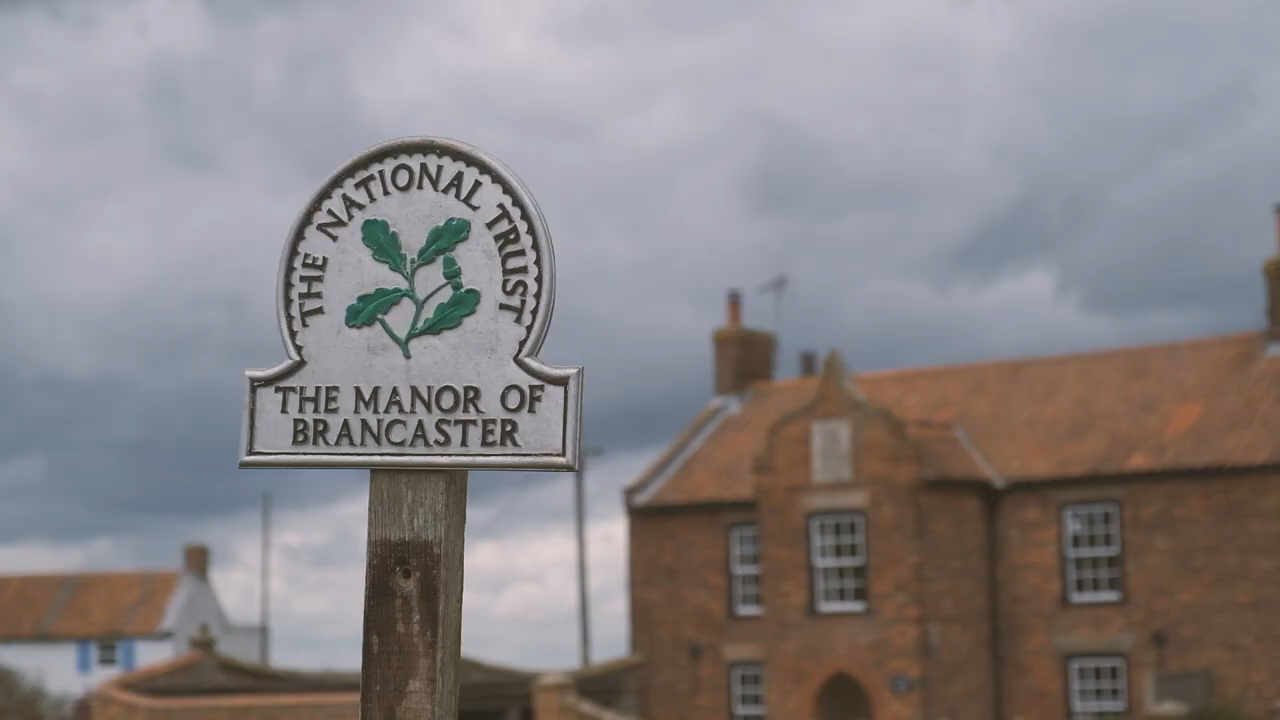 THE NATIONAL TRUST
THE MANOR OF
BRANCASTER